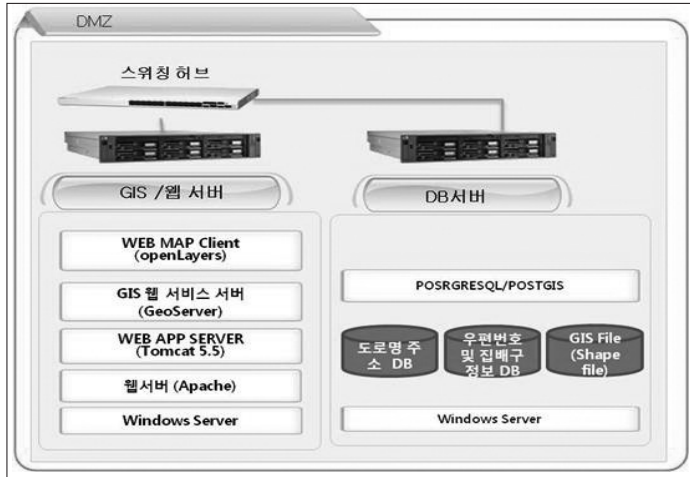 DMZ
스위칭 허브
GIS /웹 서버
WEB MAP Client
(openLayers)
GIS 웹 서비스 서버
(GeoServer)
WEB APP SERVER
(Tomcat 5.5)
웹서버 (Apache)
Windows Server
DB서버
POSRGRESQL/POSTGIS
도로명 주
소 DB
우편번호
및 집배구
정보 DB
GIS File
(Shape
file)
Windows Server